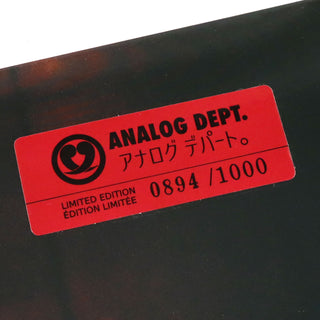 ANALOG DEPT.
アナログ デパート。
LIMITED EDITION
ÉDITION LIMITÉE
0894 /1000